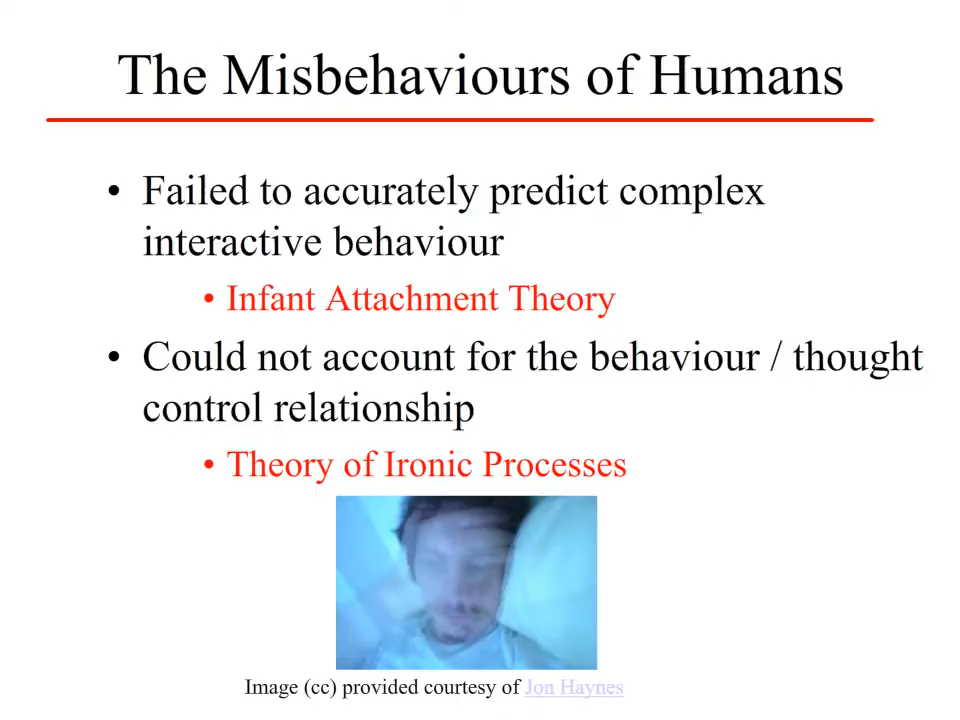 The Misbehaviours of Humans
• Failed to accurately predict complex
interactive behaviour
• Infant Attachment Theory
• Could not account for the behaviour / thought
control relationship
• Theory of Ironic Processes
Image (cc) provided courtesy of Jon Haynes